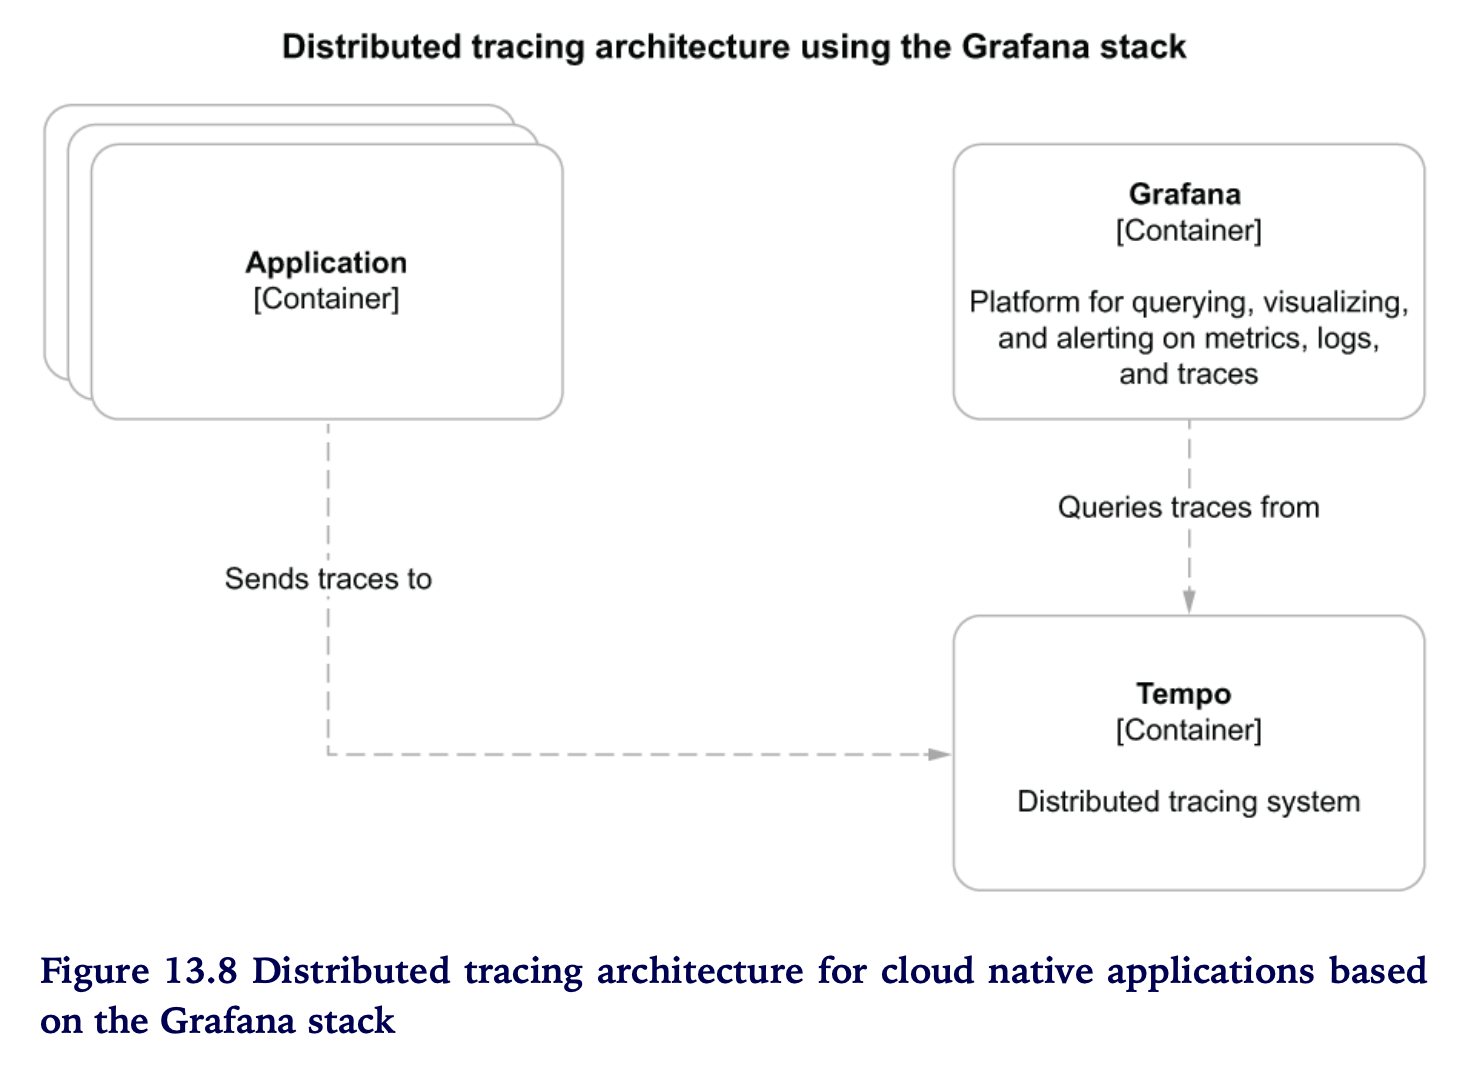 Distributed tracing architecture using the Grafana stack
Application
[Container]
Grafana
[Container]
Platform for querying, visualizing,
and alerting on metrics, logs,
and traces
Queries traces from
Sends traces to
Tempo
[Container]
Distributed tracing system
Figure 13.8 Distributed tracing architecture for cloud native applications based
on the Grafana stack